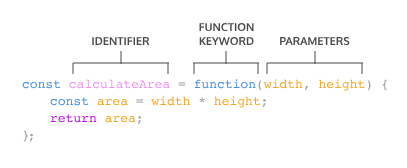 FUNCTION
IDENTIFIER KEYWORD PARAMETERS
const calculateArea = function(width, height) {
const area = width * height;
return area;
};